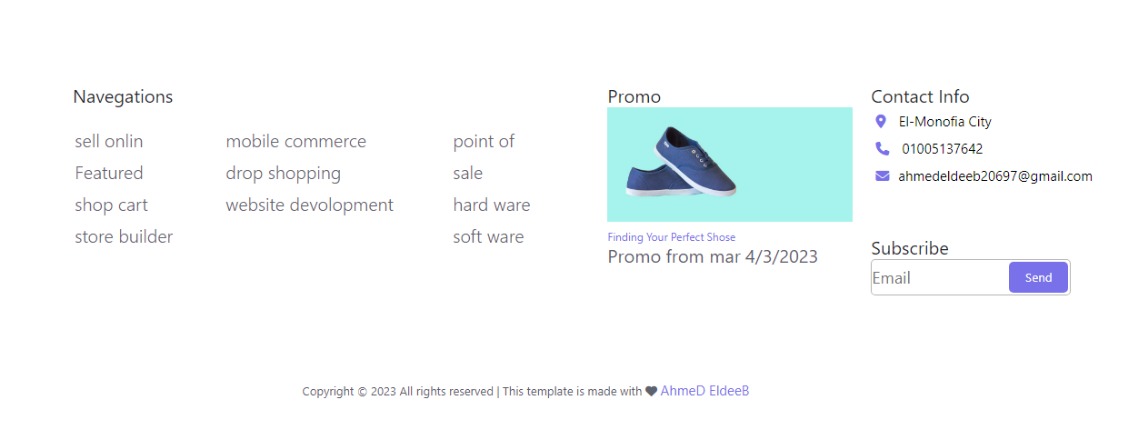 Navegations
sell onlin
Featured
shop cart
store builder
mobile commerce
drop shopping
website devolopment
point of
sale
hard ware
soft ware
Promo
Finding Your Perfect Shose
Promo from mar 4/3/2023
Contact Info
El-Monofia City
01005137642
ahmedeldeeb20697@gmail.com
Subscribe
Email
Send
Copyright © 2023 All rights reserved | This template is made with ♥ AhmeD EldeeB